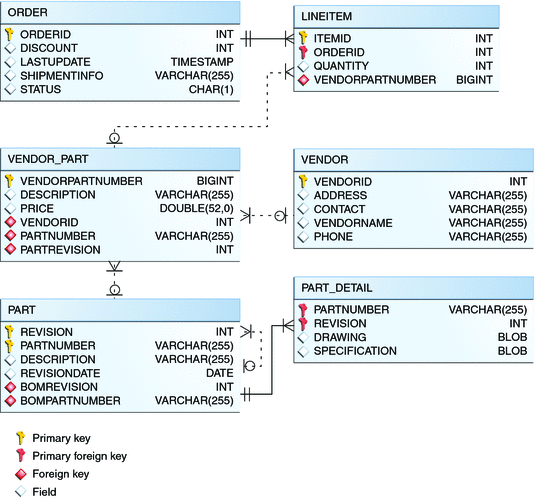 ORDER
ORDERID INT
DISCOUNT INT
LASTUPDATE TIMESTAMP
SHIPMENTINFO VARCHAR(255)
STATUS CHAR(1)
LINEITEM
ITEMID INT
ORDERID INT
QUANTITY INT
VENDORPARTNUMBER BIGINT
VENDOR_PART
VENDORPARTNUMBER BIGINT
DESCRIPTION VARCHAR(255)
PRICE DOUBLE(52,0)
VENDORID INT
PARTNUMBER VARCHAR(255)
PARTREVISION INT
VENDOR
VENDORID INT
ADDRESS VARCHAR(255)
CONTACT VARCHAR(255)
VENDORNAME VARCHAR(255)
PHONE VARCHAR(255)
PART
REVISION INT
PARTNUMBER VARCHAR(255)
DESCRIPTION VARCHAR(255)
REVISIONDATE DATE
BOMREVISION INT
BOMPARTNUMBER VARCHAR(255)
PART_DETAIL
PARTNUMBER VARCHAR(255)
REVISION INT
DRAWING BLOB
SPECIFICATION BLOB
Primary key
Primary foreign key
Foreign key
Field